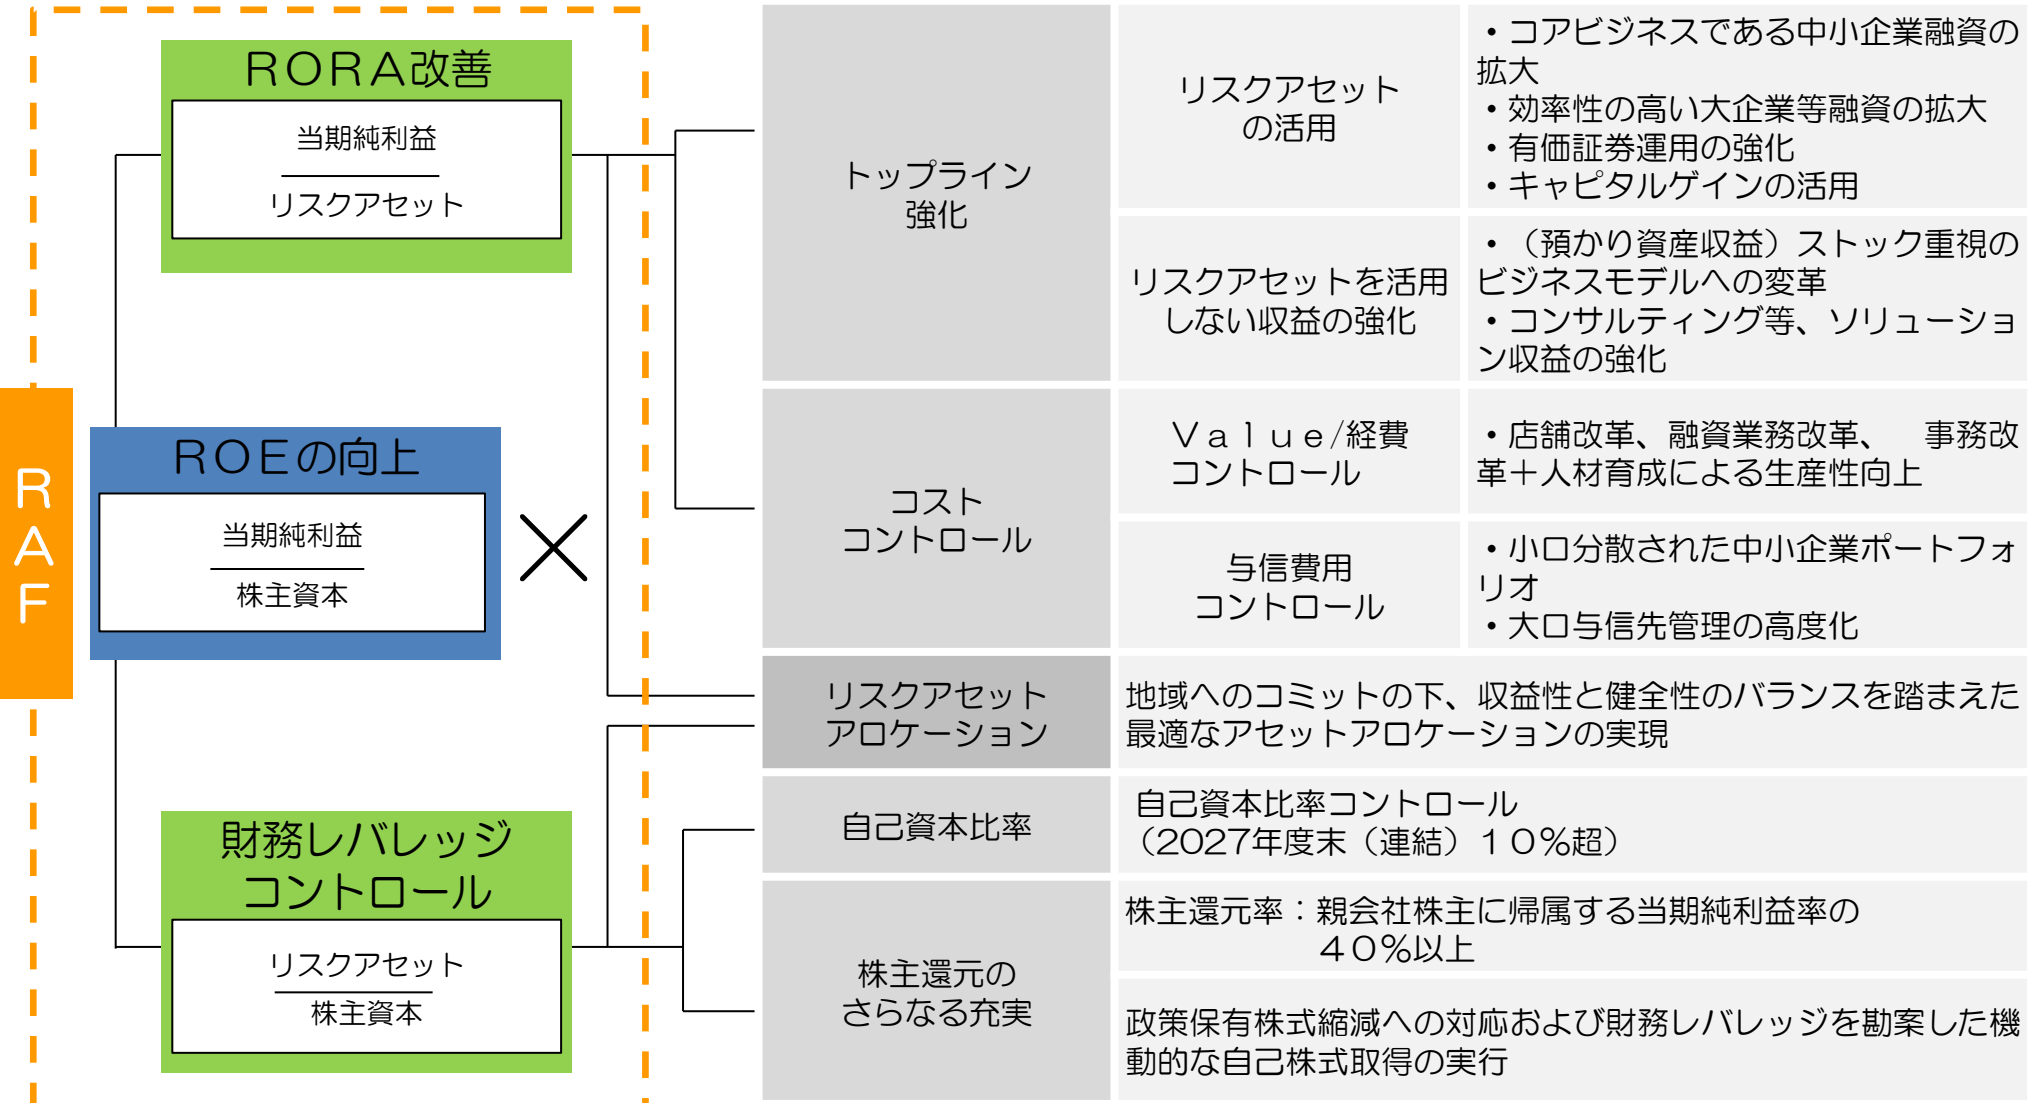 RORA改善
当期純利益
リスクアセット
RAF
ROEの向上
当期純利益
株主資本
×
財務レバレッジ
コントロール
リスクアセット
株主資本
トップライン
強化
リスクアセット
の活用
・コアビジネスである中小企業融資の
拡大
・効率性の高い大企業等融資の拡大
・有価証券運用の強化
・キャピタルゲインの活用
リスクアセットを活用
しない収益の強化
・（預かり資産収益）ストック重視の
ビジネスモデルへの変革
・コンサルティング等、ソリューショ
ン収益の強化
コスト
コントロール
Ｖａｌｕｅ/経費
コントロール
・店舗改革、融資業務改革、　事務改
革＋人材育成による生産性向上
与信費用
コントロール
・小口分散された中小企業ポートフォ
リオ
・大口与信先管理の高度化
リスクアセット
アロケーション
地域へのコミットの下、収益性と健全性のバランスを踏まえた
最適なアセットアロケーションの実現
自己資本比率
自己資本比率コントロール
（2027年度末（連結）１０％超）
株主還元の
さらなる充実
株主還元率：親会社株主に帰属する当期純利益率の
４０％以上
政策保有株式縮減への対応および財務レバレッジを勘案した機
動的な自己株式取得の実行